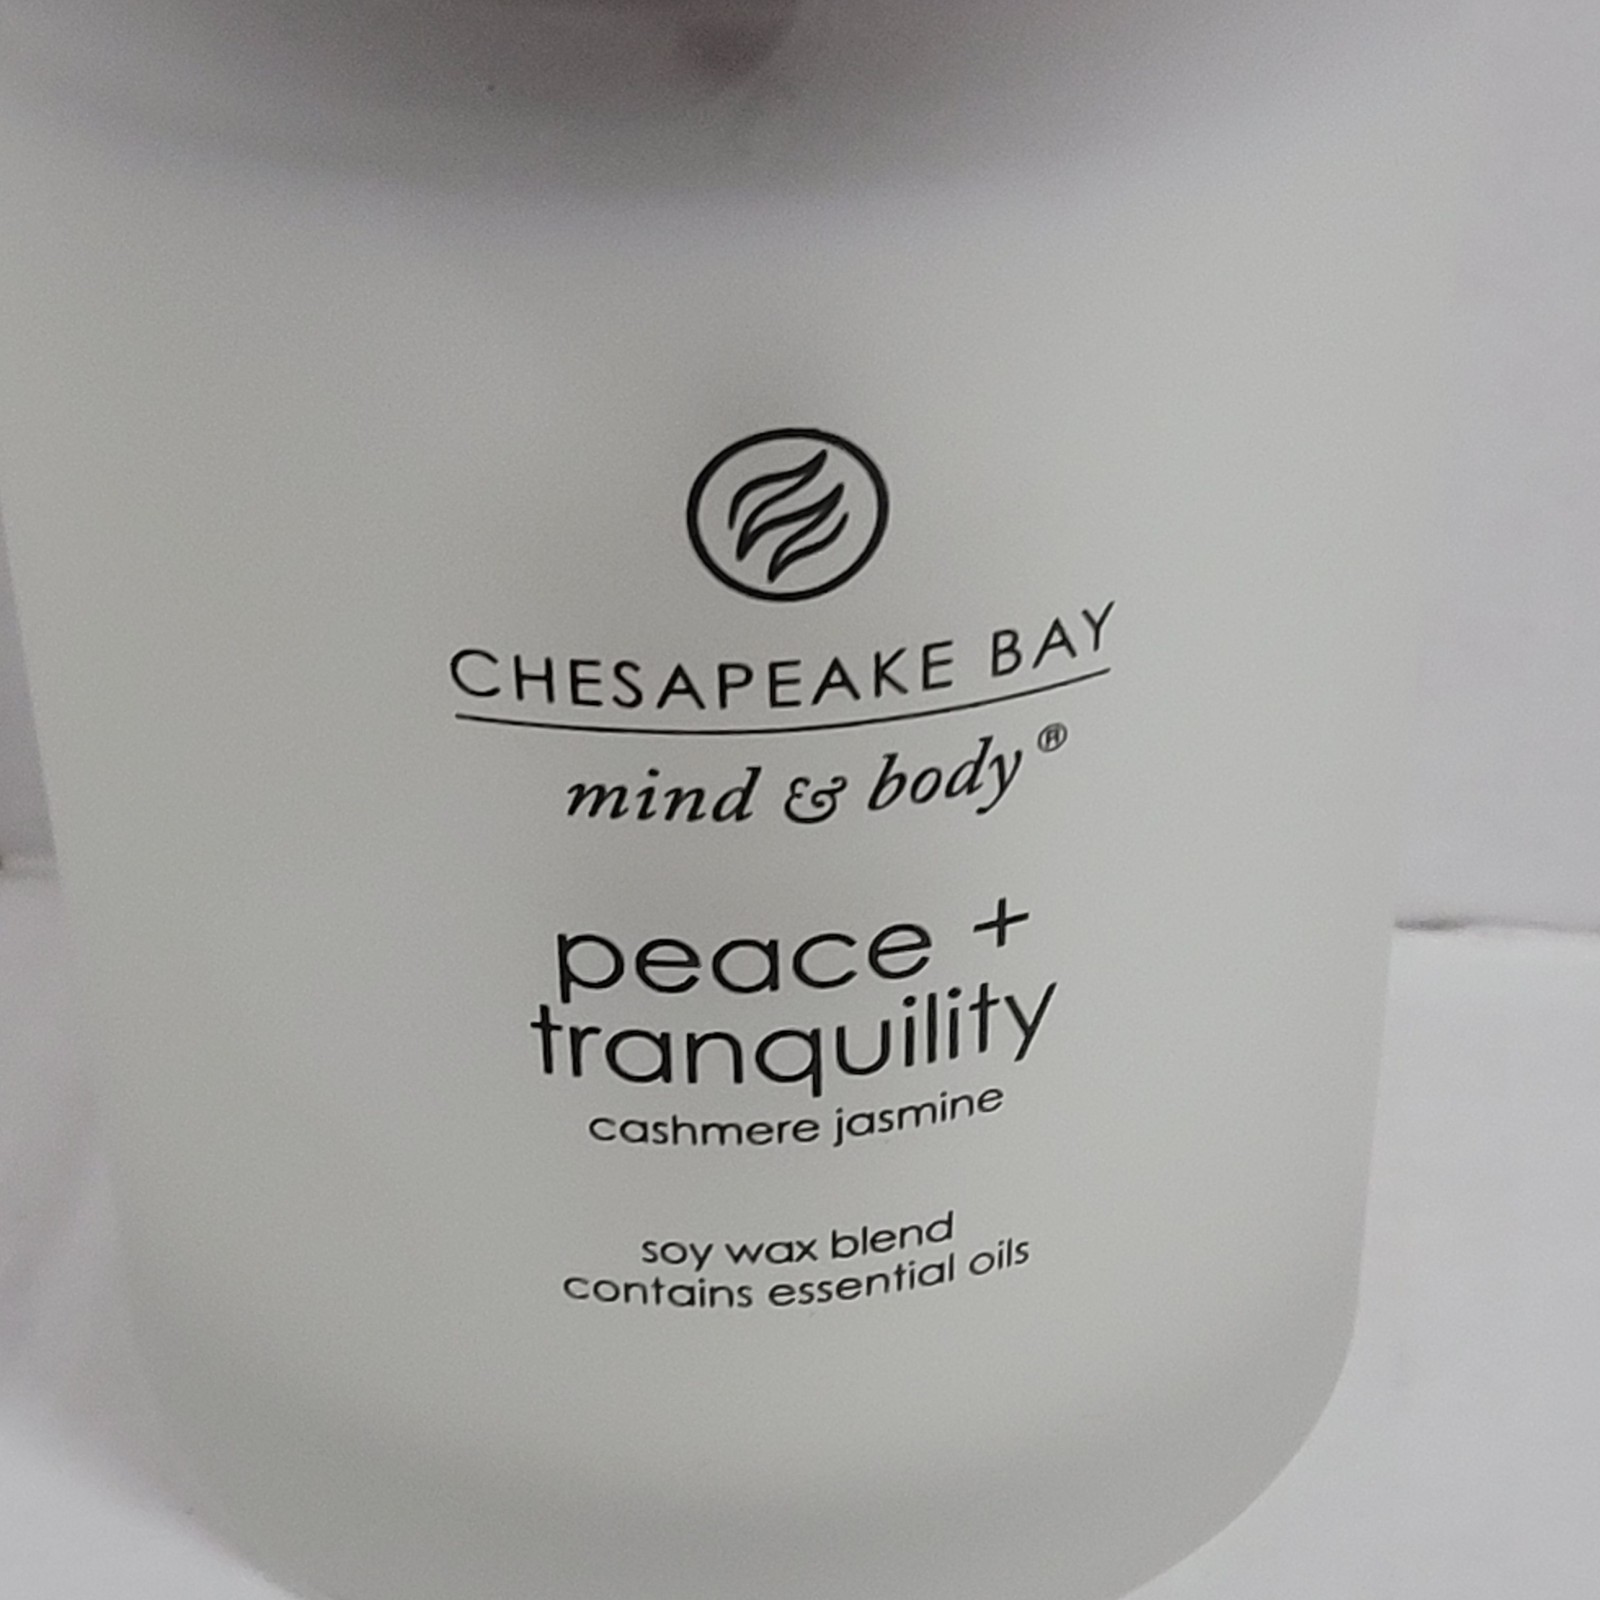 CHESAPEAKE BAY
mind & body®
peace +
tranquility
cashmere jasmine
soy wax blend
contains essential oils